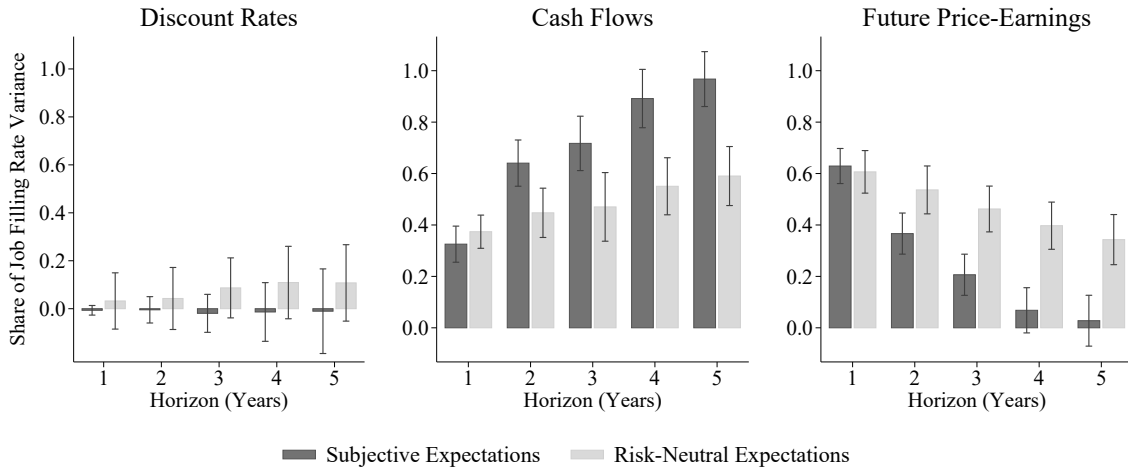 Discount Rates
Cash Flows
Future Price-Earnings
Share of Job Filling Rate Variance
1.0
0.8
0.6
0.4
0.2
0.0
1 2 3 4 5
Horizon (Years)
1.0
0.8
0.6
0.4
0.2
0.0
1 2 3 4 5
Horizon (Years)
1.0
0.8
0.6
0.4
0.2
0.0
1 2 3 4 5
Horizon (Years)
Subjective Expectations
Risk-Neutral Expectations